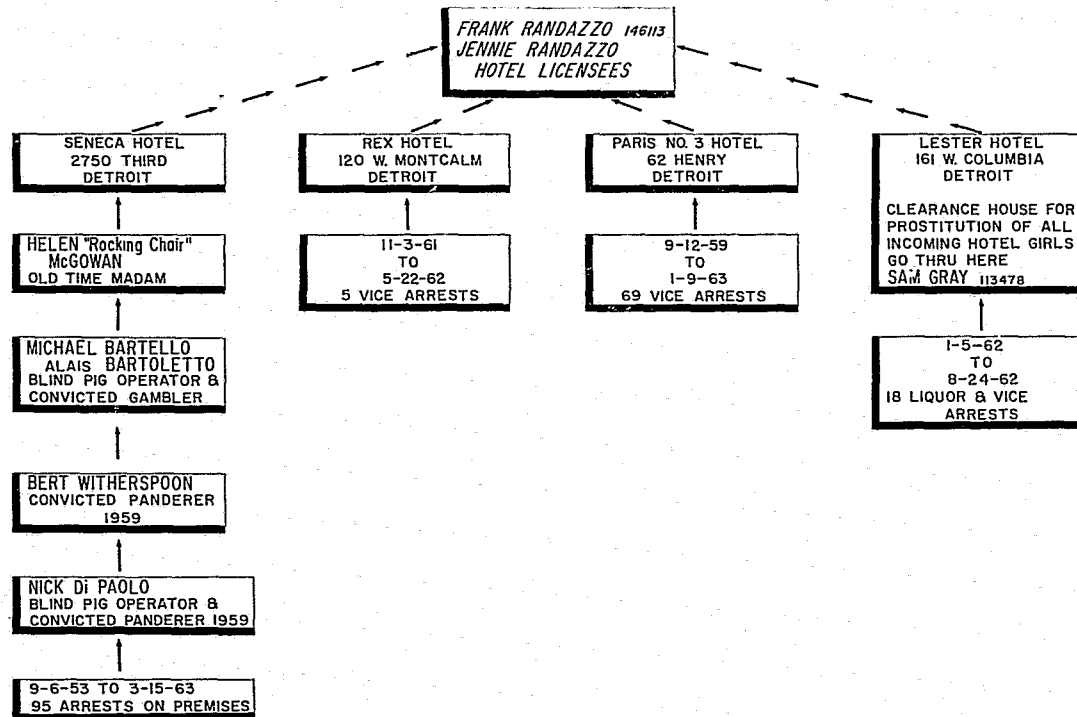 FRANK RANDAZZO 146113
JENNIE RANDAZZO
HOTEL LICENSEES
SENECA HOTEL
2750 THIRD
DETROIT
HELEN "Rocking Chair"
McGOWAN
OLD TIME MADAM
MICHAEL BARTELLO
ALAIS BARTOLETTO
BLIND PIG OPERATOR &
CONVICTED GAMBLER
BERT WITHERSPOON
CONVICTED PANDERER
1959
NICK Di PAOLO
BLIND PIG OPERATOR &
CONVICTED PANDERER 1959
9-6-53 TO 3-15-63
95 ARRESTS ON PREMISES
REX HOTEL
120 W. MONTCALM
DETROIT
11-3-61
TO
5-22-62
5 VICE ARRESTS
PARIS NO. 3 HOTEL
62 HENRY
DETROIT
9-12-59
TO
1-9-63
69 VICE ARRESTS
LESTER HOTEL
161 W. COLUMBIA
DETROIT
CLEARANCE HOUSE FOR
PROSTITUTION OF ALL
INCOMING HOTEL GIRLS
GO THRU HERE
SAM GRAY 113478
1-5-62
TO
8-24-62
18 LIQUOR & VICE
ARRESTS